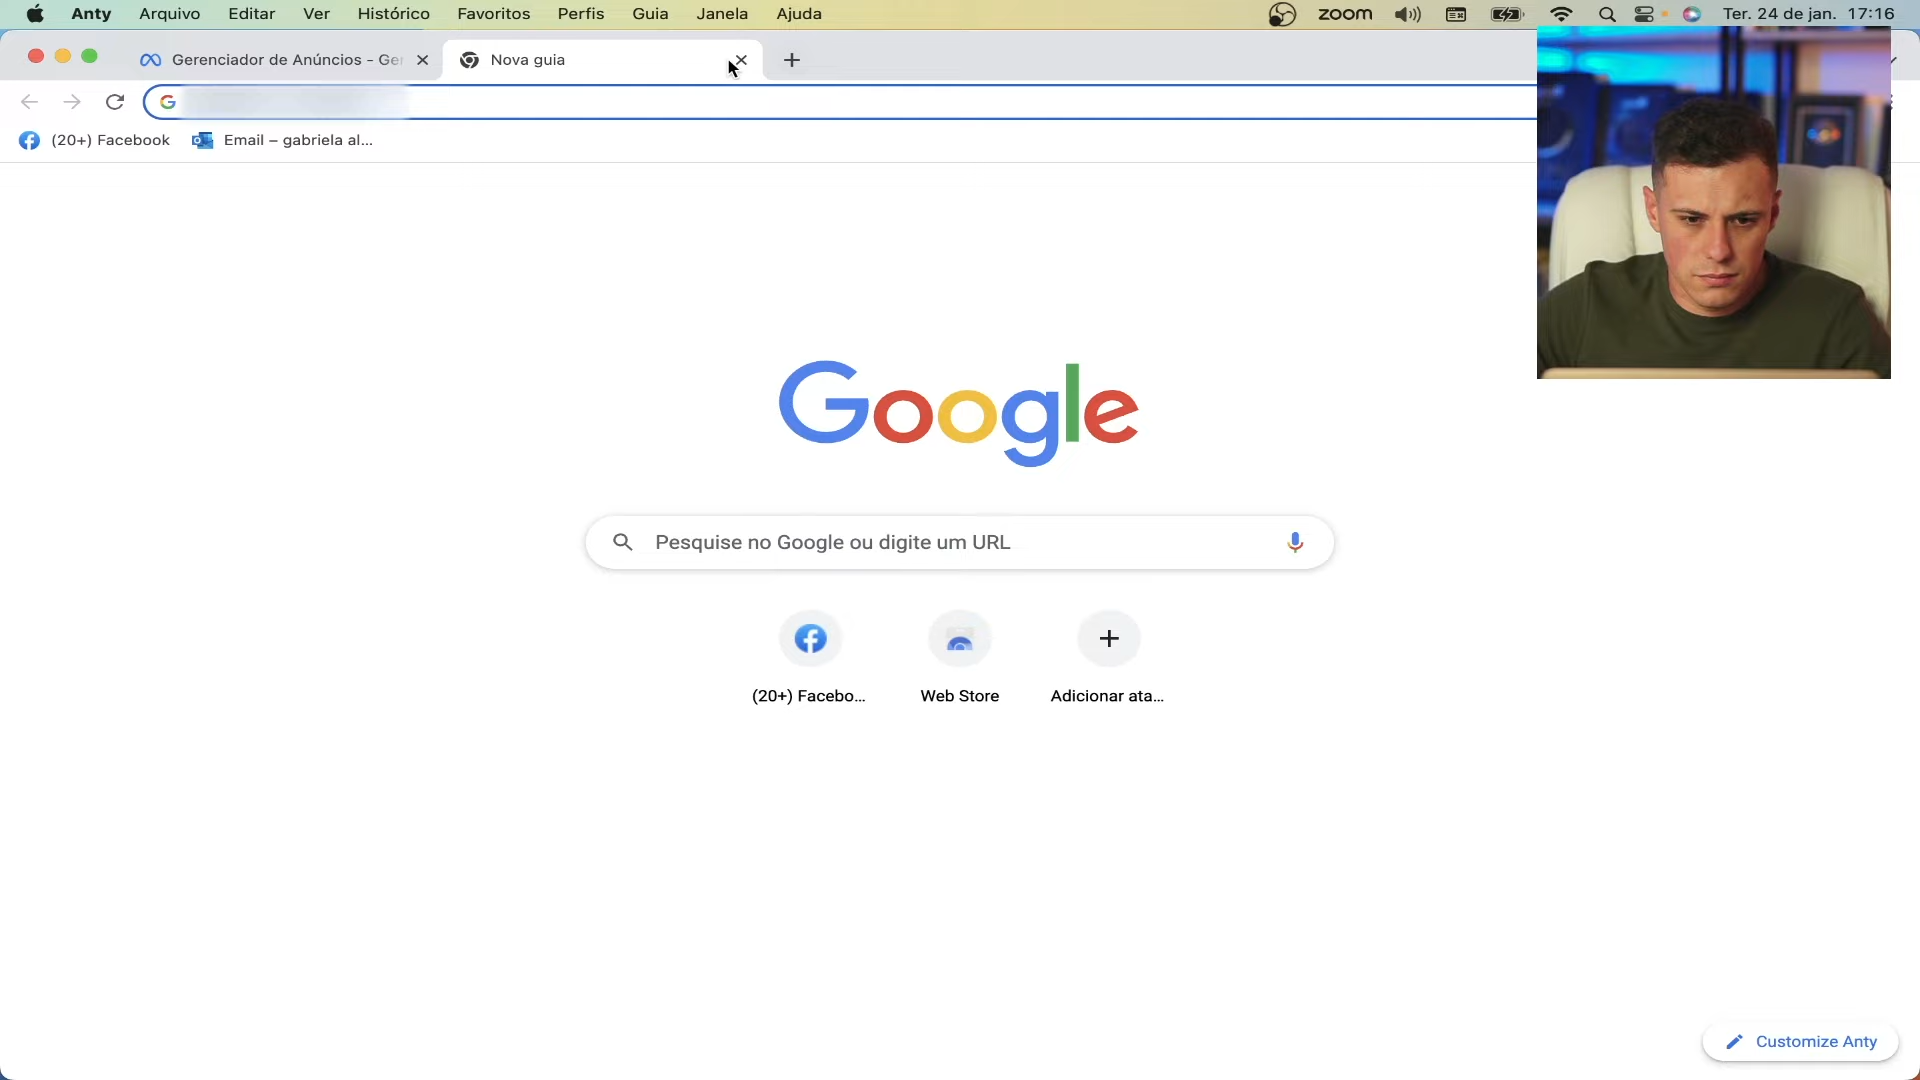 Anty Arquivo Editar Ver Histórico Favoritos Perfis Guia Janela Ajuda zoom Ter. 24 de jan. 17:16
Gerenciador de Anúncios - Ge Nova guia
(20+) Facebook Email – gabriela al...
Google
Pesquise no Google ou digite um URL
(20+) Facebo... Web Store Adicionar ata...
Customize Anty